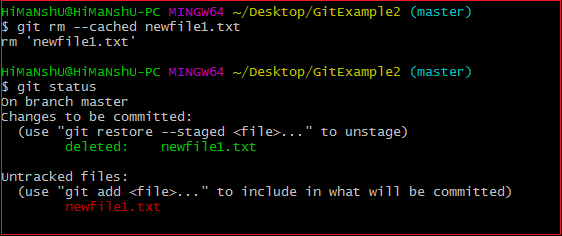 HiMaNshU@HiMaNshU-PC MINGW64 ~/Desktop/GitExample2 (master)
$ git rm --cached newfile1.txt
rm 'newfile1.txt'
HiMaNshU@HiMaNshU-PC MINGW64 ~/Desktop/GitExample2 (master)
$ git status
On branch master
Changes to be committed:
  (use "git restore --staged <file>..." to unstage)
        deleted:    newfile1.txt
Untracked files:
  (use "git add <file>..." to include in what will be committed)
        newfile1.txt